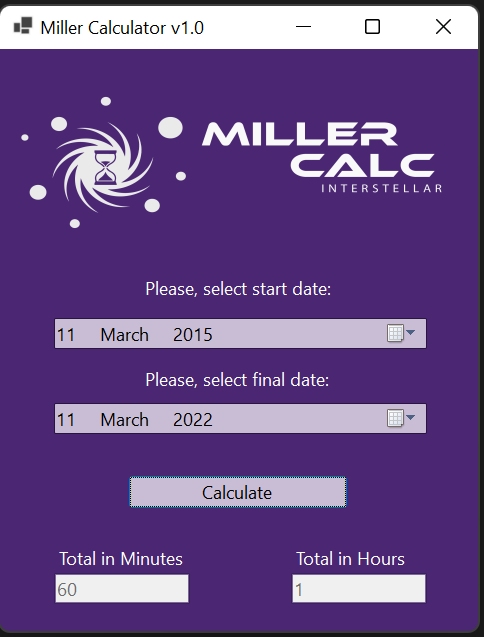 Miller Calculator v1.0
MILLER
CALC
INTERSTELLAR
Please, select start date:
11 March 2015
Please, select final date:
11 March 2022
Calculate
Total in Minutes Total in Hours
60 1